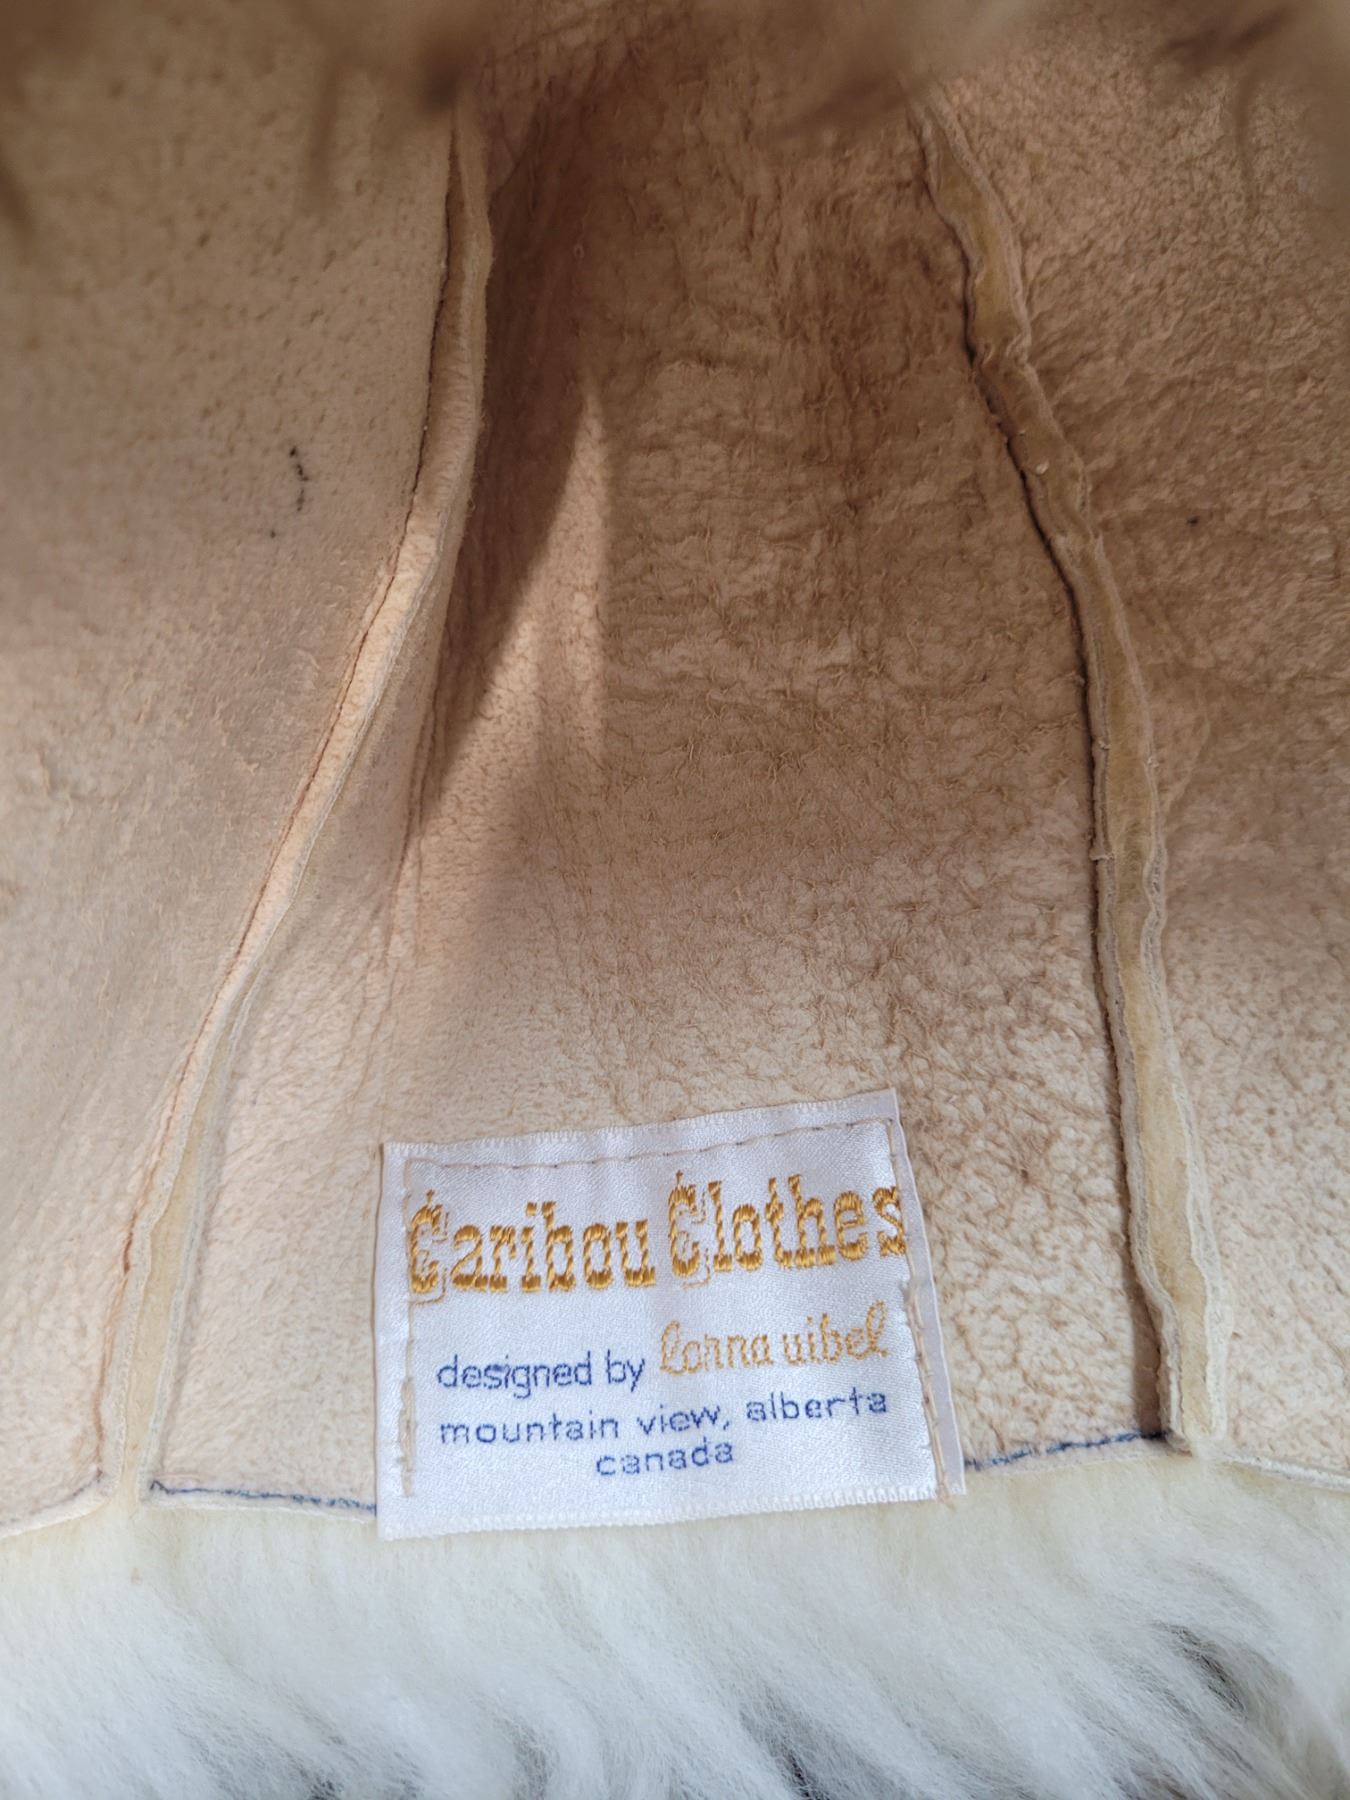 Caribou Clothes
designed by lorna uibel
mountain view, alberta
canada